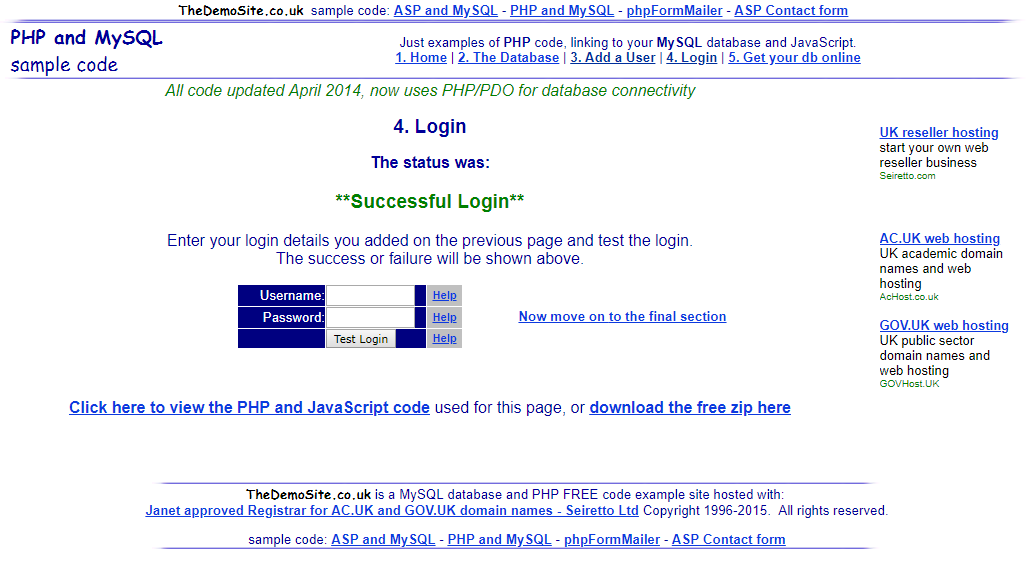 TheDemoSite.co.uk sample code: ASP and MySQL - PHP and MySQL - phpFormMailer - ASP Contact form
PHP and MySQL
sample code
Just examples of PHP code, linking to your MySQL database and JavaScript.
1. Home | 2. The Database | 3. Add a User | 4. Login | 5. Get your db online
All code updated April 2014, now uses PHP/PDO for database connectivity
4. Login
The status was:
**Successful Login**
Enter your login details you added on the previous page and test the login.
The success or failure will be shown above.
Username: Help
Password: Help
Test Login Help
Now move on to the final section
Click here to view the PHP and JavaScript code used for this page, or download the free zip here
UK reseller hosting
start your own web
reseller business
Seiretto.com
AC.UK web hosting
UK academic domain
names and web
hosting
AcHost.co.uk
GOV.UK web hosting
UK public sector
domain names and
web hosting
GOVHost.UK
TheDemoSite.co.uk is a MySQL database and PHP FREE code example site hosted with:
Janet approved Registrar for AC.UK and GOV.UK domain names - Seiretto Ltd Copyright 1996-2015. All rights reserved.
sample code: ASP and MySQL - PHP and MySQL - phpFormMailer - ASP Contact form